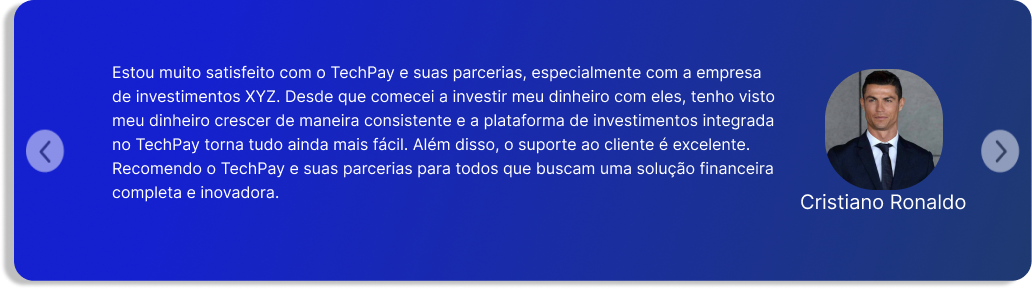 Estou muito satisfeito com o TechPay e suas parcerias, especialmente com a empresa
de investimentos XYZ. Desde que comecei a investir meu dinheiro com eles, tenho visto
meu dinheiro crescer de maneira consistente e a plataforma de investimentos integrada
no TechPay torna tudo ainda mais fácil. Além disso, o suporte ao cliente é excelente.
Recomendo o TechPay e suas parcerias para todos que buscam uma solução financeira
completa e inovadora.
Cristiano Ronaldo